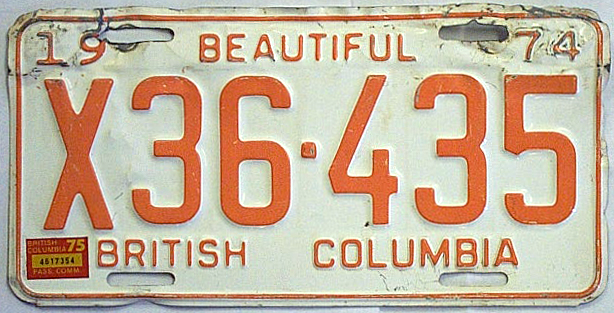 19 BEAUTIFUL 74
X36·435
BRITISH COLUMBIA 75
4617354
PASS. COMM.
BRITISH COLUMBIA